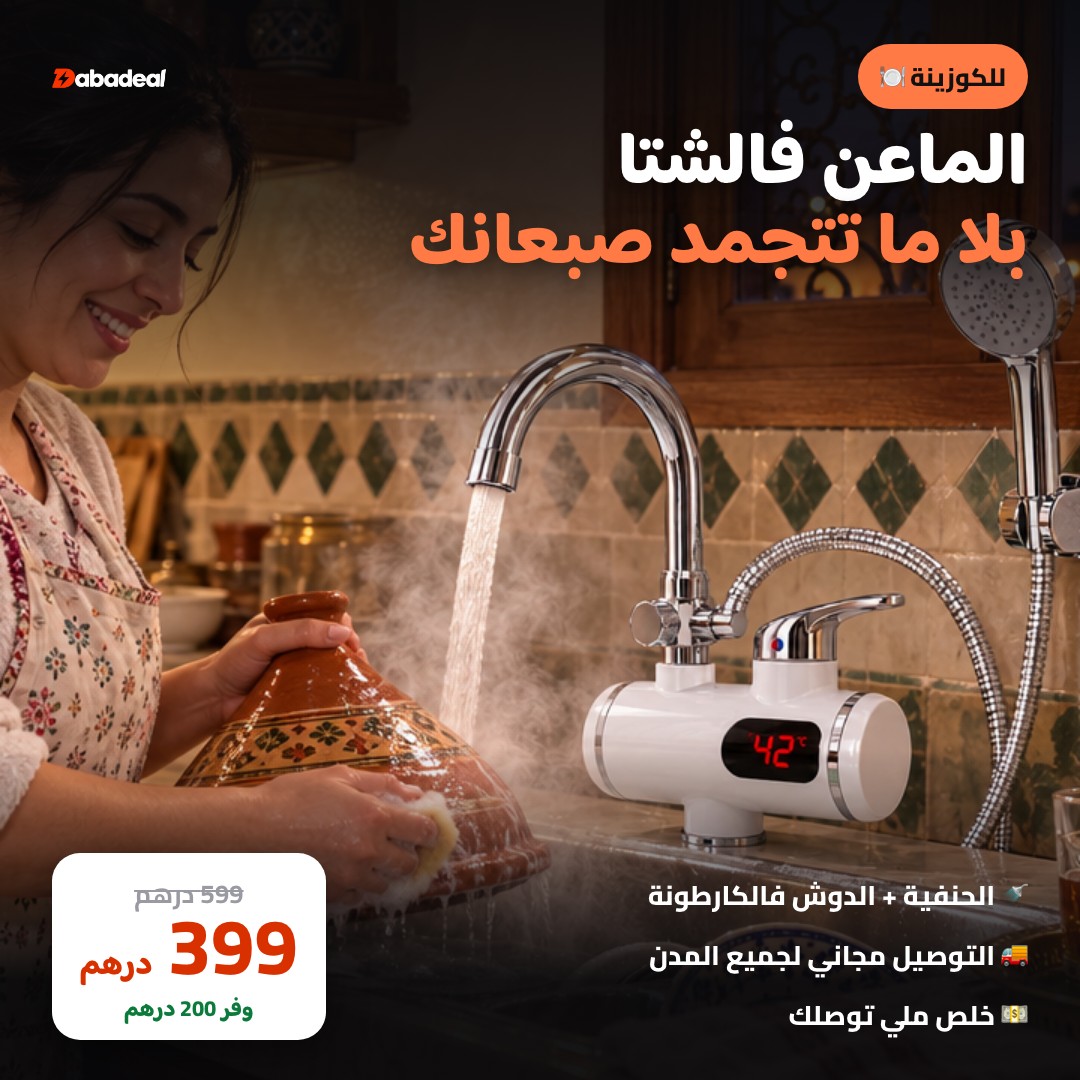 Dabadeal
للكوزينة 🍽️
الماعن فالشتا
بلا ما تتجمد صبعانك
42°C
🚿 الحنفية + الدوش فالكارطونة
🚚 التوصيل مجاني لجميع المدن
💵 خلص ملي توصلك
599 درهم
399 درهم
وفر 200 درهم